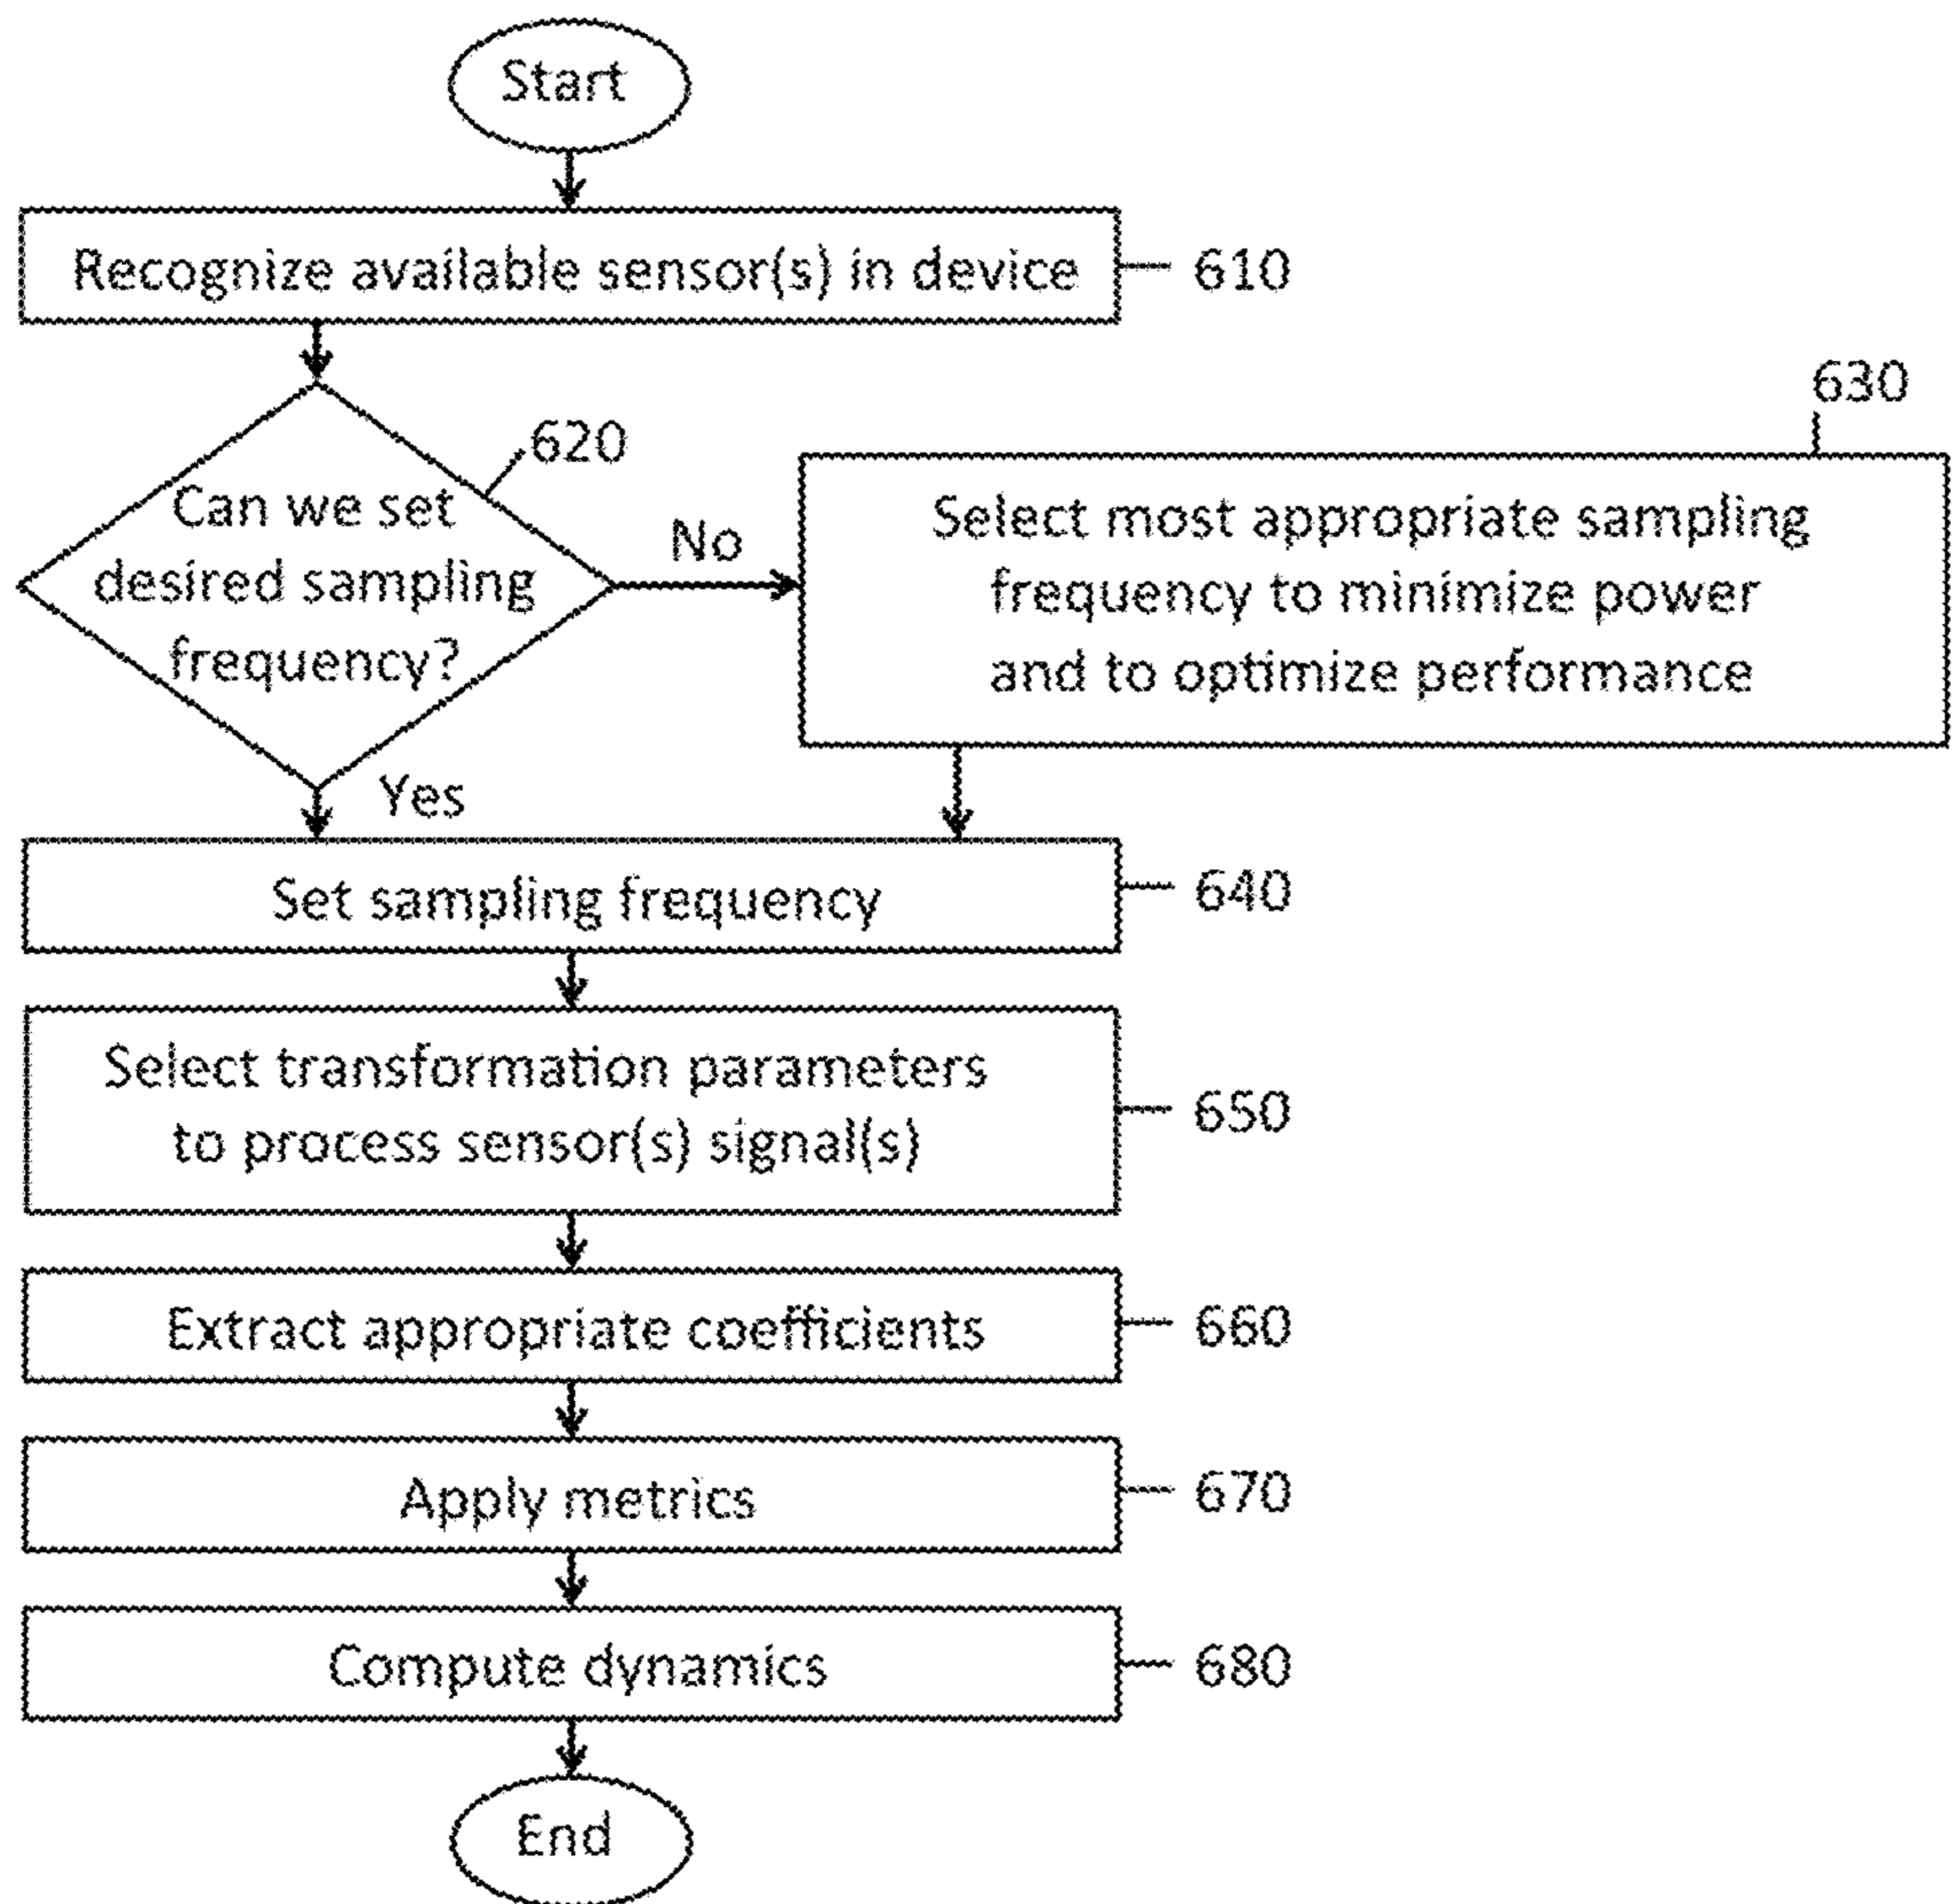 Start
Recognize available sensor(s) in device
610
630
620
Can we set
desired sampling
frequency?
No
Select most appropriate sampling
frequency to minimize power
and to optimize performance
Yes
Set sampling frequency
640
Select transformation parameters
to process sensor(s) signal(s)
650
Extract appropriate coefficients
660
Apply metrics
670
Compute dynamics
680
End